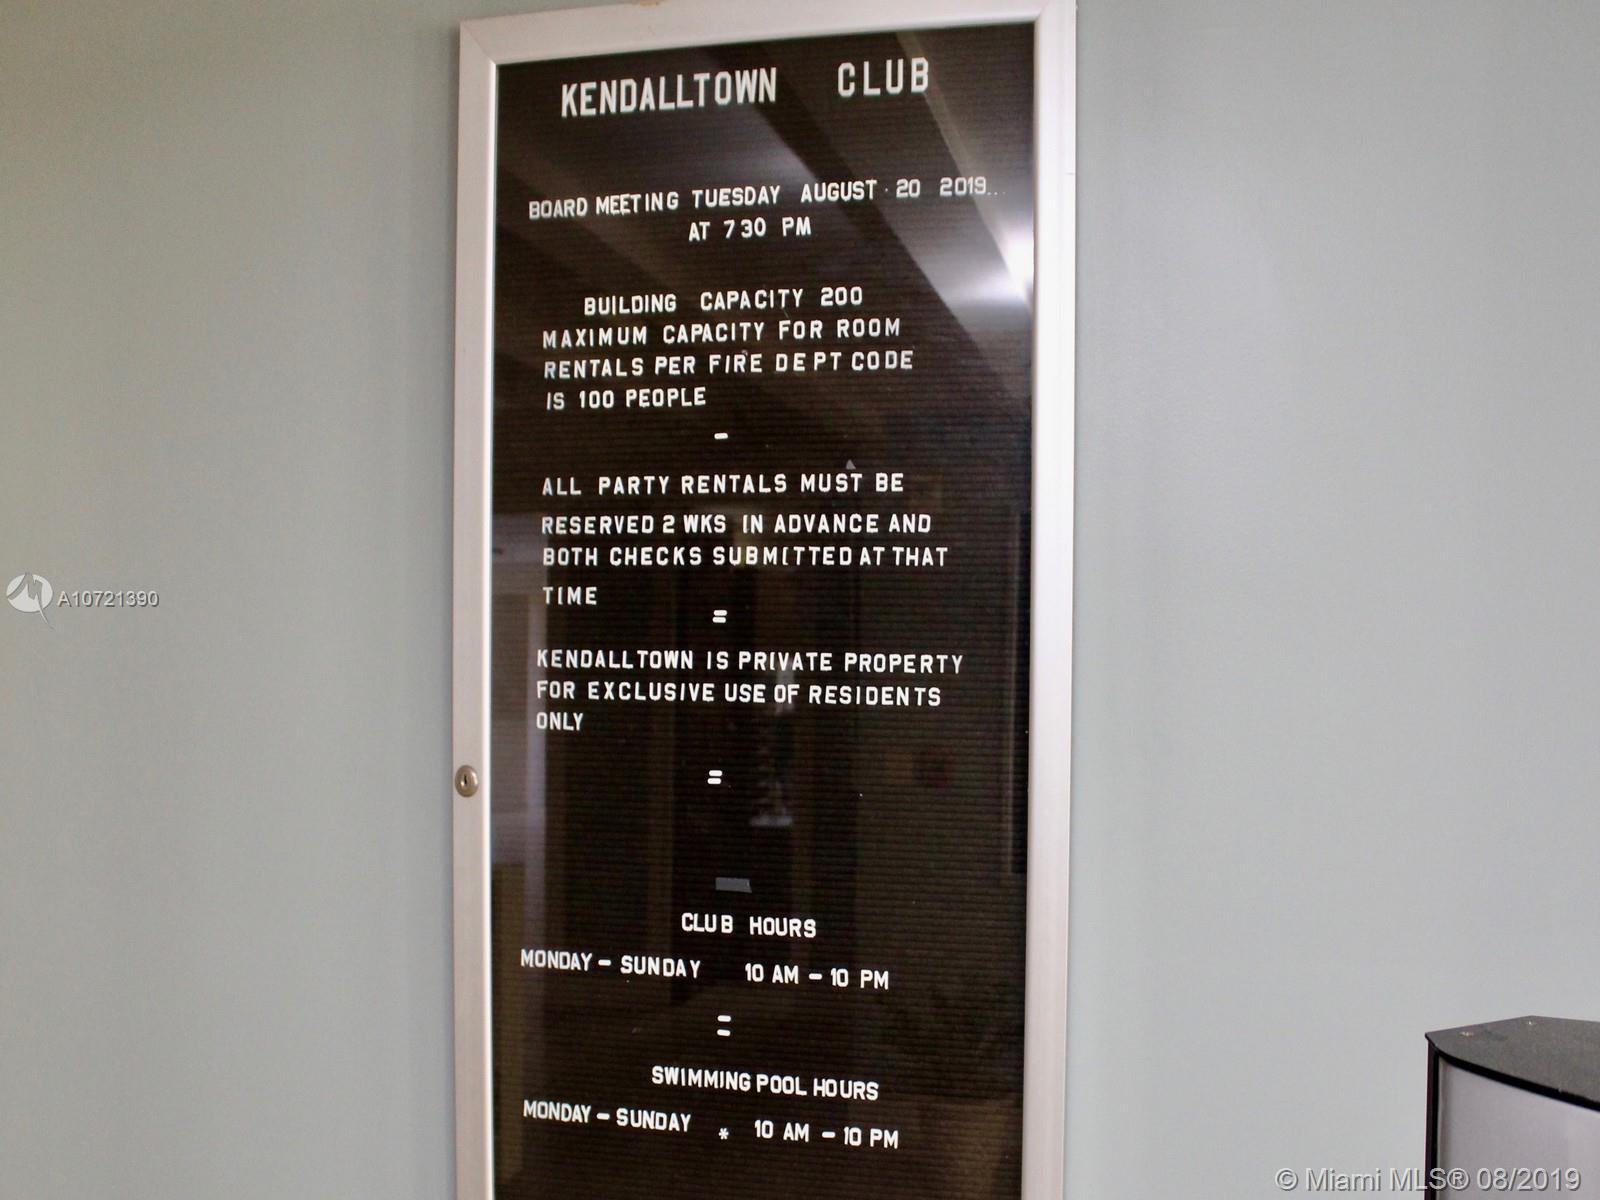 KENDALLTOWN CLUB
BOARD MEETING TUESDAY AUGUST 20 2019..
AT 7 30 PM
BUILDING CAPACITY 200
MAXIMUM CAPACITY FOR ROOM
RENTALS PER FIRE DEPT CODE
IS 100 PEOPLE
-
ALL PARTY RENTALS MUST BE
RESERVED 2 WKS IN ADVANCE AND
BOTH CHECKS SUBMITTED AT THAT
TIME
=
KENDALLTOWN IS PRIVATE PROPERTY
FOR EXCLUSIVE USE OF RESIDENTS
ONLY
=
CLUB HOURS
MONDAY - SUNDAY 10 AM - 10 PM
=
SWIMMING POOL HOURS
MONDAY - SUNDAY * 10 AM - 10 PM
A10721390
© Miami MLS® 08/2019